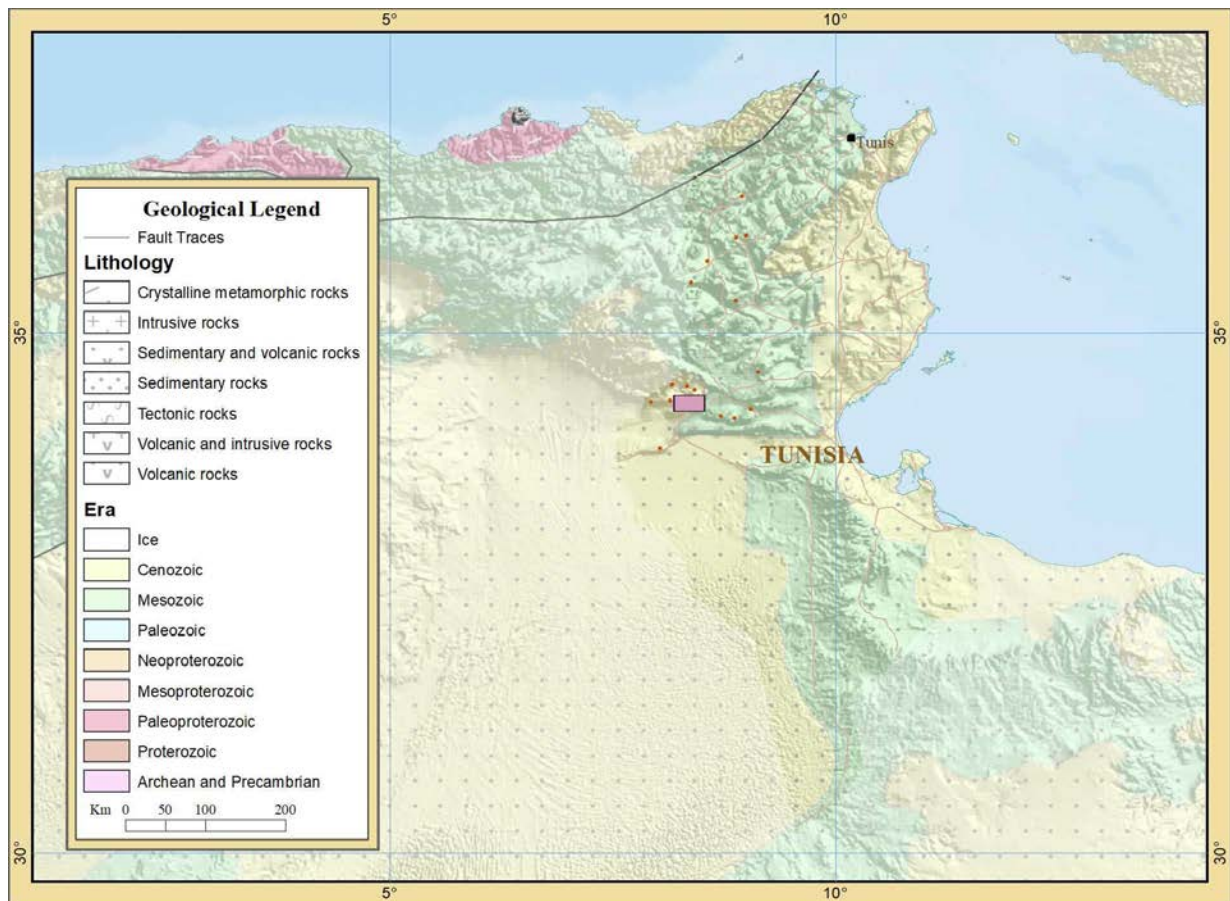 5° 10°
Geological Legend
Fault Traces
Lithology
Crystalline metamorphic rocks
Intrusive rocks
Sedimentary and volcanic rocks
Sedimentary rocks
Tectonic rocks
Volcanic and intrusive rocks
Volcanic rocks
Era
Ice
Cenozoic
Mesozoic
Paleozoic
Neoproterozoic
Mesoproterozoic
Paleoproterozoic
Proterozoic
Archean and Precambrian
Km 0 50 100 200
Tunis
35° 35°
TUNISIA
30° 30°
5° 10°